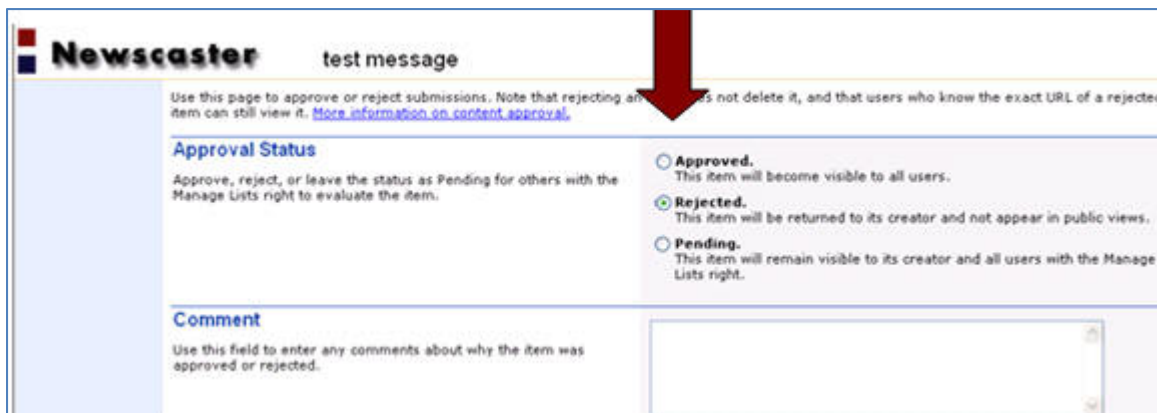 Newscaster test message
Use this page to approve or reject submissions. Note that rejecting an es not delete it, and that users who know the exact URL of a rejected
item can still view it. More information on content approval.
Approval Status
Approve, reject, or leave the status as Pending for others with the
Manage Lists right to evaluate the item.
Approved.
This item will become visible to all users.
Rejected.
This item will be returned to its creator and not appear in public views.
Pending.
This item will remain visible to its creator and all users with the Manage
Lists right.
Comment
Use this field to enter any comments about why the item was
approved or rejected.